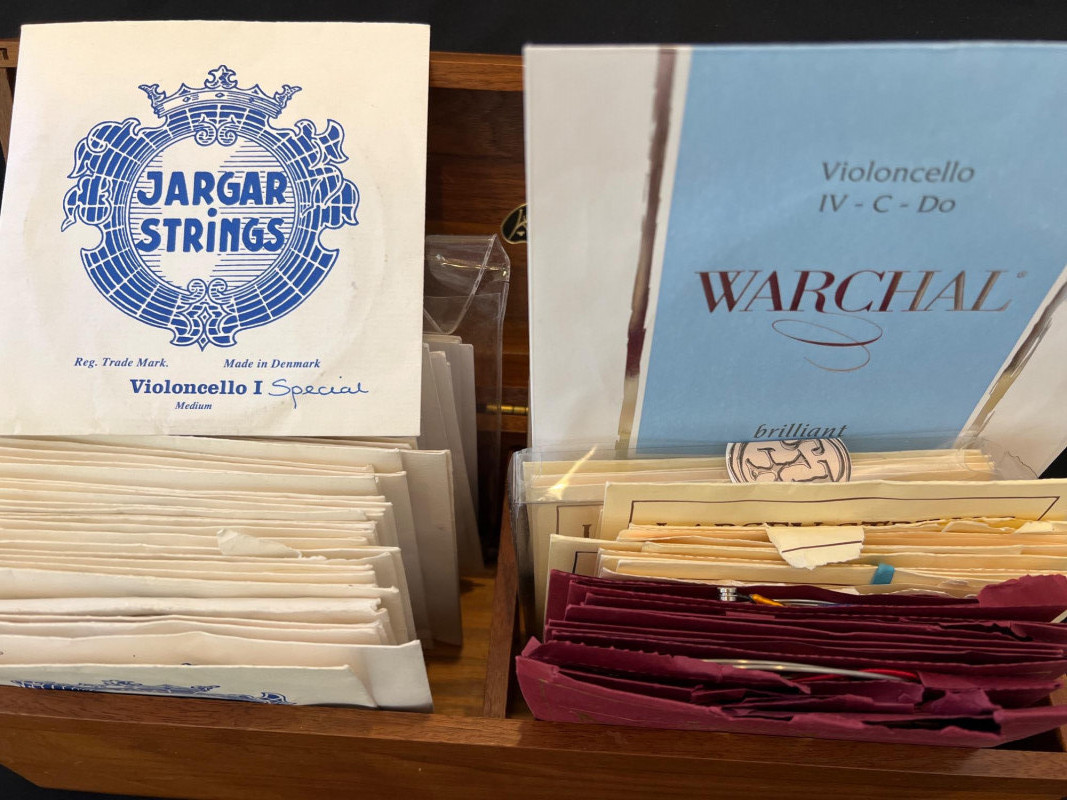 JARGAR
STRiNGS
Reg. Trade Mark. Made in Denmark
Violoncello I Special
Medium
Violoncello
IV - C - Do
WARCHAL
brilliant